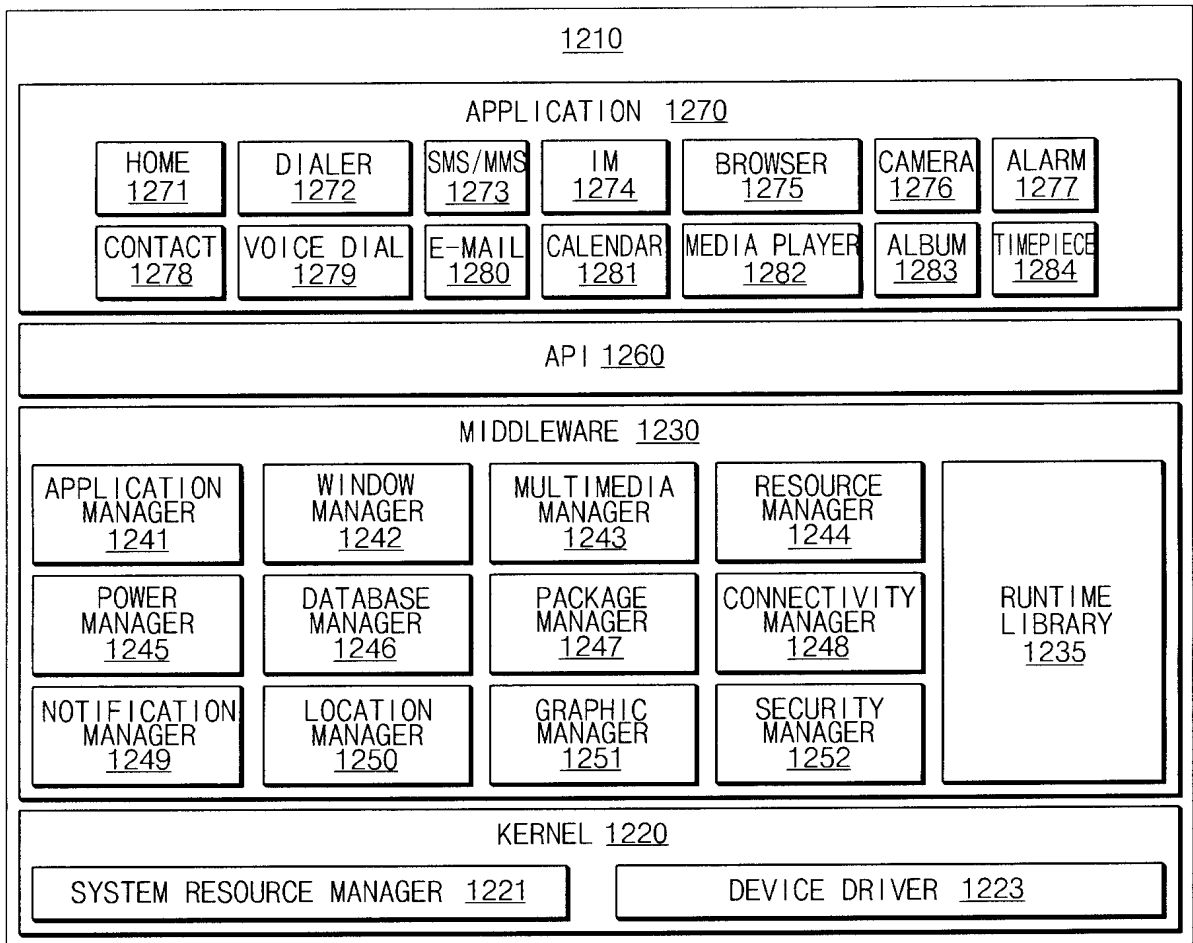 1210
APPLICATION 1270
HOME
1271
DIALER
1272
SMS/MMS
1273
IM
1274
BROWSER
1275
CAMERA
1276
ALARM
1277
CONTACT
1278
VOICE DIAL
1279
E-MAIL
1280
CALENDAR
1281
MEDIA PLAYER
1282
ALBUM
1283
TIMEPIECE
1284
API 1260
MIDDLEWARE 1230
APPLICATION
MANAGER
1241
WINDOW
MANAGER
1242
MULTIMEDIA
MANAGER
1243
RESOURCE
MANAGER
1244
POWER
MANAGER
1245
DATABASE
MANAGER
1246
PACKAGE
MANAGER
1247
CONNECTIVITY
MANAGER
1248
NOTIFICATION
MANAGER
1249
LOCATION
MANAGER
1250
GRAPHIC
MANAGER
1251
SECURITY
MANAGER
1252
RUNTIME
LIBRARY
1235
KERNEL 1220
SYSTEM RESOURCE MANAGER 1221
DEVICE DRIVER 1223